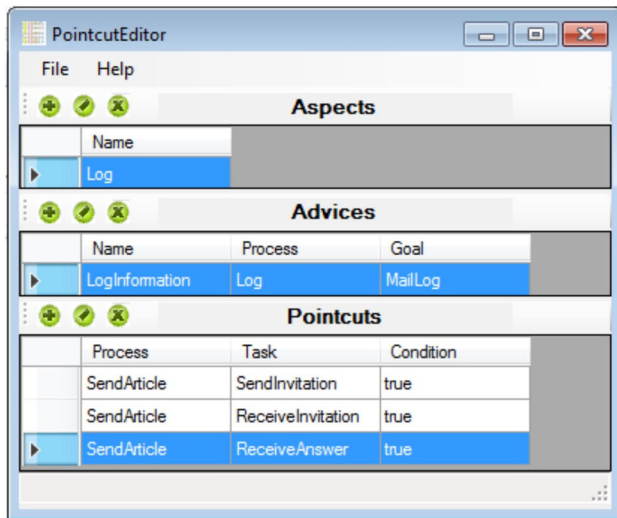 PointcutEditor
File Help
Aspects
Name
Log
Advices
Name Process Goal
LogInformation Log MailLog
Pointcuts
Process Task Condition
SendArticle SendInvitation true
SendArticle ReceiveInvitation true
SendArticle ReceiveAnswer true